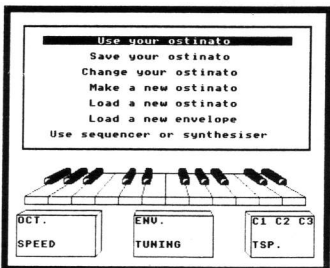 Use your ostinato
Save your ostinato
Change your ostinato
Make a new ostinato
Load a new ostinato
Load a new envelope
Use sequencer or synthesiser
OCT. ENV. C1 C2 C3
SPEED TUNING TSP.